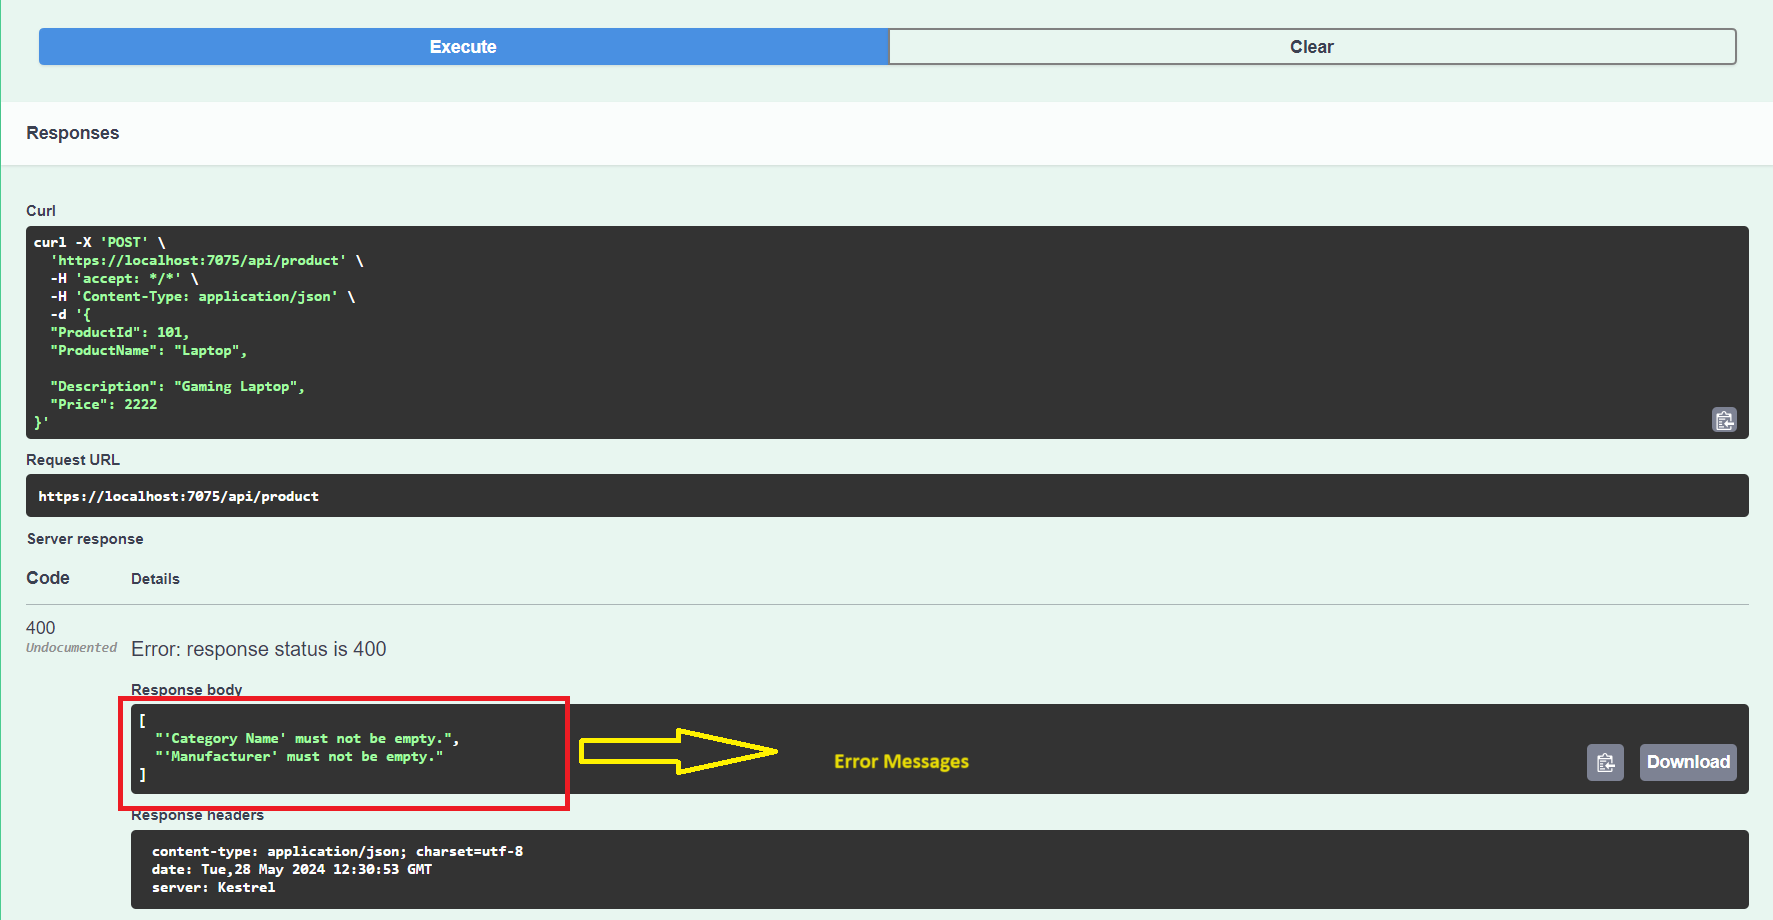 Execute
Clear
Responses
Curl
curl -X 'POST' \
'https://localhost:7075/api/product' \
-H 'accept: */*' \
-H 'Content-Type: application/json' \
-d '{
"ProductId": 101,
"ProductName": "Laptop",
"Description": "Gaming Laptop",
"Price": 2222
}'
Request URL
https://localhost:7075/api/product
Server response
Code
Details
400
Undocumented
Error: response status is 400
Response body
[
"'Category Name' must not be empty.",
"'Manufacturer' must not be empty."
]
Error Messages
Download
Response headers
content-type: application/json; charset=utf-8
date: Tue,28 May 2024 12:30:53 GMT
server: Kestrel